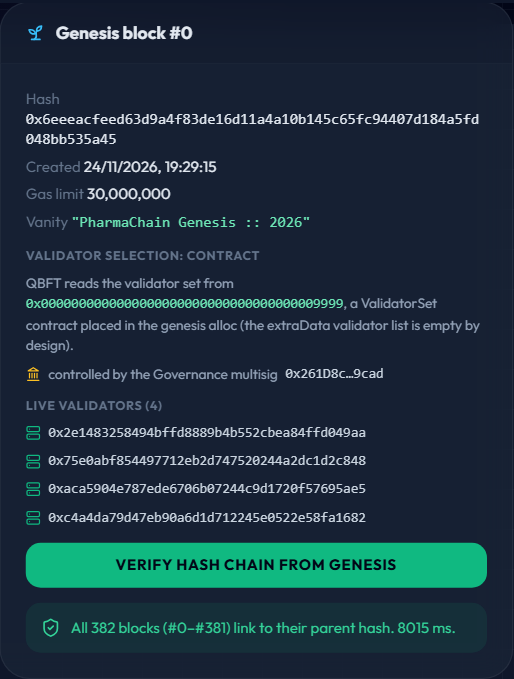 Genesis block #0
Hash
0x6eeeacfeed63d9a4f83de16d11a4a10b145c65fc94407d184a5fd
048bb535a45
Created 24/11/2026, 19:29:15
Gas limit 30,000,000
Vanity "PharmaChain Genesis :: 2026"
VALIDATOR SELECTION: CONTRACT
QBFT reads the validator set from
0x0000000000000000000000000000000000009999, a ValidatorSet
contract placed in the genesis alloc (the extraData validator list is empty by
design).
controlled by the Governance multisig 0x261D8c…9cad
LIVE VALIDATORS (4)
0x2e1483258494bffd8889b4b552cbea84ffd049aa
0x75e0abf854497712eb2d747520244a2dc1d2c848
0xaca5904e787ede6706b07244c9d1720f57695ae5
0xc4a4da79d47eb90a6d1d712245e0522e58fa1682
VERIFY HASH CHAIN FROM GENESIS
All 382 blocks (#0–#381) link to their parent hash. 8015 ms.